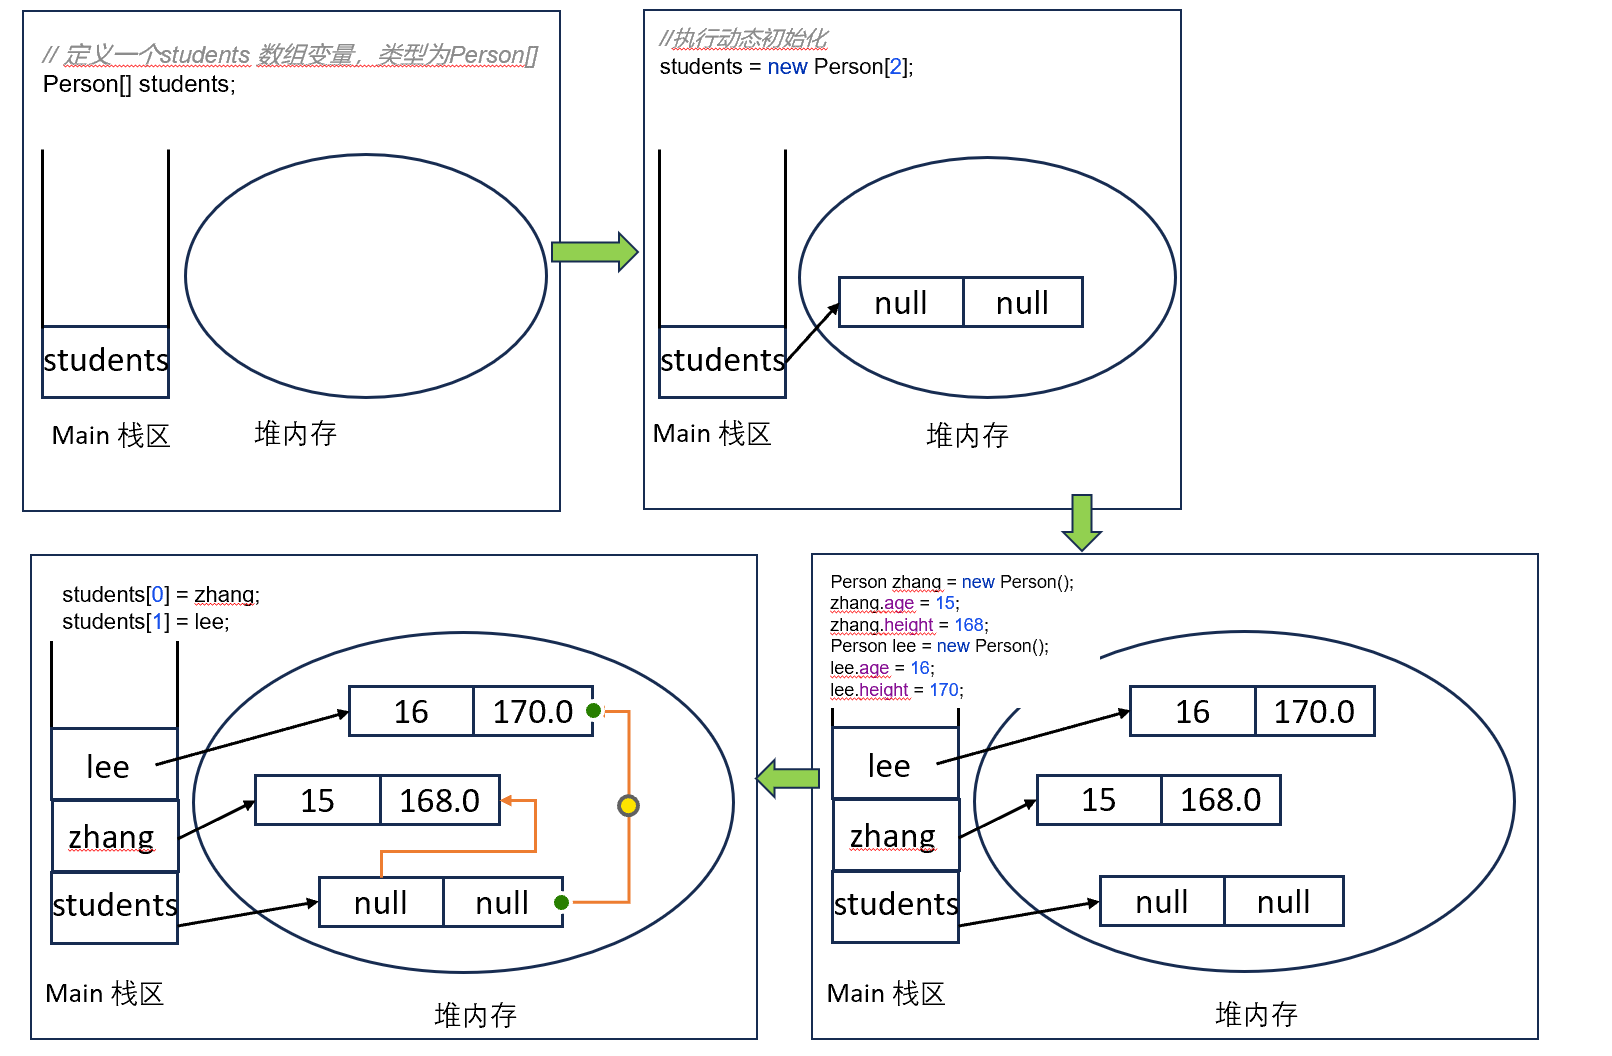 // 定义一个students 数组变量，类型为Person[]
Person[] students;
students
Main 栈区
堆内存
//执行动态初始化
students = new Person[2];
null
null
students
Main 栈区
堆内存
students[0] = zhang;
students[1] = lee;
16
170.0
lee
15
168.0
zhang
students
null
null
Main 栈区
堆内存
Person zhang = new Person();
zhang.age = 15;
zhang.height = 168;
Person lee = new Person();
lee.age = 16;
lee.height = 170;
16
170.0
lee
15
168.0
zhang
students
null
null
Main 栈区
堆内存